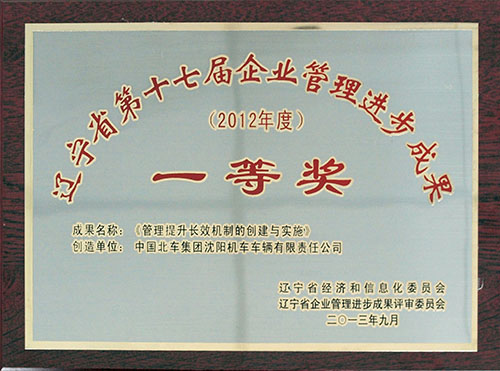 辽宁省第十七届企业管理进步成果
(2012年度)
一等奖
成果名称：《管理提升长效机制的创建与实施》
创造单位：中国北车集团沈阳机车车辆有限责任公司
辽宁省经济和信息化委员会
辽宁省企业管理进步成果评审委员会
二〇一三年九月